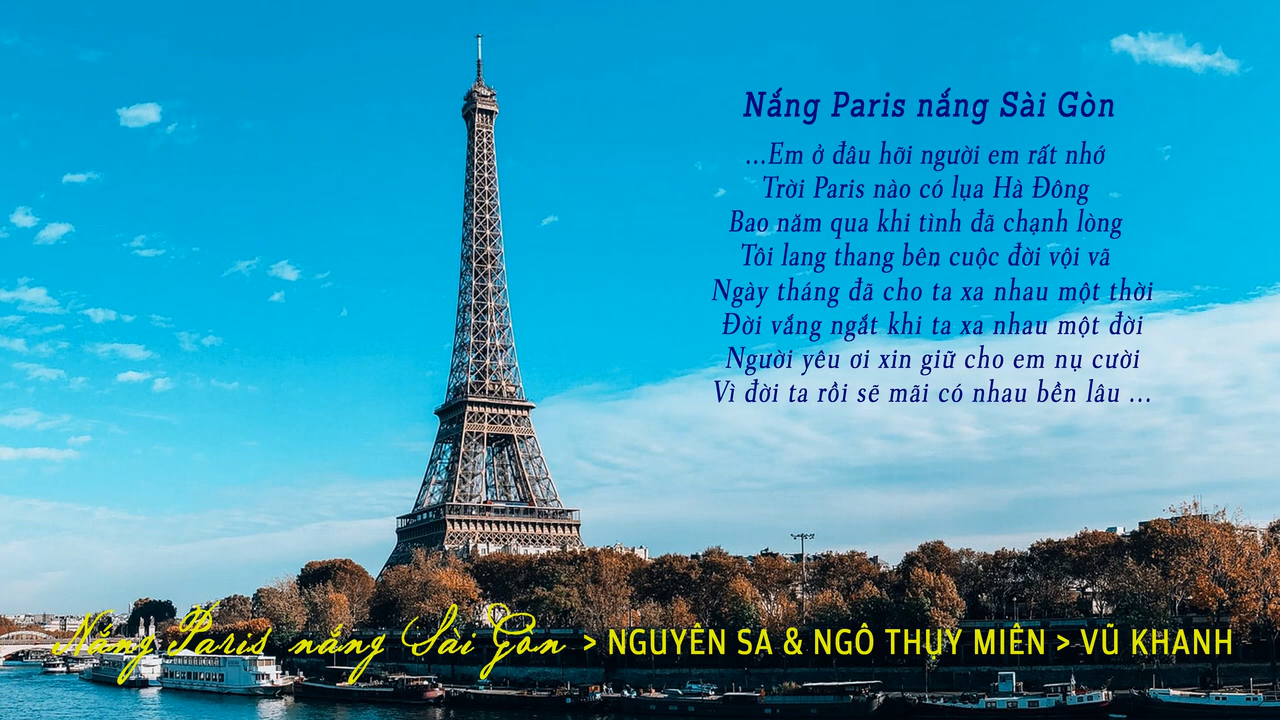 Nắng Paris nắng Sài Gòn
...Em ở đâu hỡi người em rất nhớ
Trời Paris nào có lụa Hà Đông
Bao năm qua khi tình đã chạnh lòng
Tôi lang thang bên cuộc đời vội vã
Ngày tháng đã cho ta xa nhau một thời
Đời vắng ngắt khi ta xa nhau một đời
Người yêu ơi xin giữ cho em nụ cười
Vì đời ta rồi sẽ mãi có nhau bền lâu ...
Nắng Paris nắng Sài Gòn > NGUYÊN SA & NGÔ THỤY MIÊN > VŨ KHANH